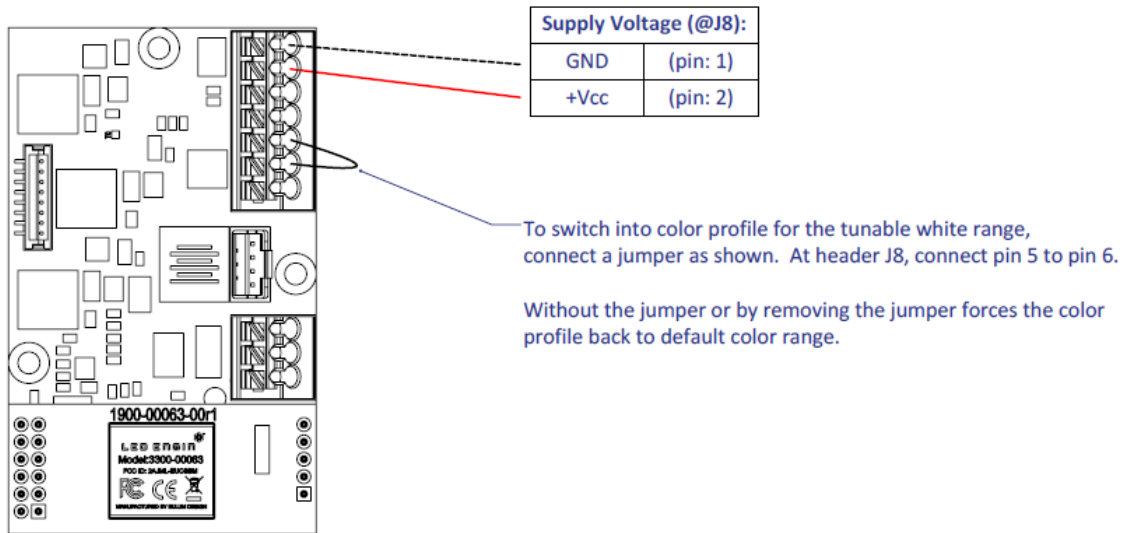 Supply Voltage (@J8):
GND (pin: 1)
+Vcc (pin: 2)
To switch into color profile for the tunable white range,
connect a jumper as shown. At header J8, connect pin 5 to pin 6.
Without the jumper or by removing the jumper forces the color
profile back to default color range.
1900-00063-00r1
LED ENGIN
Model:3300-00063
FC CE